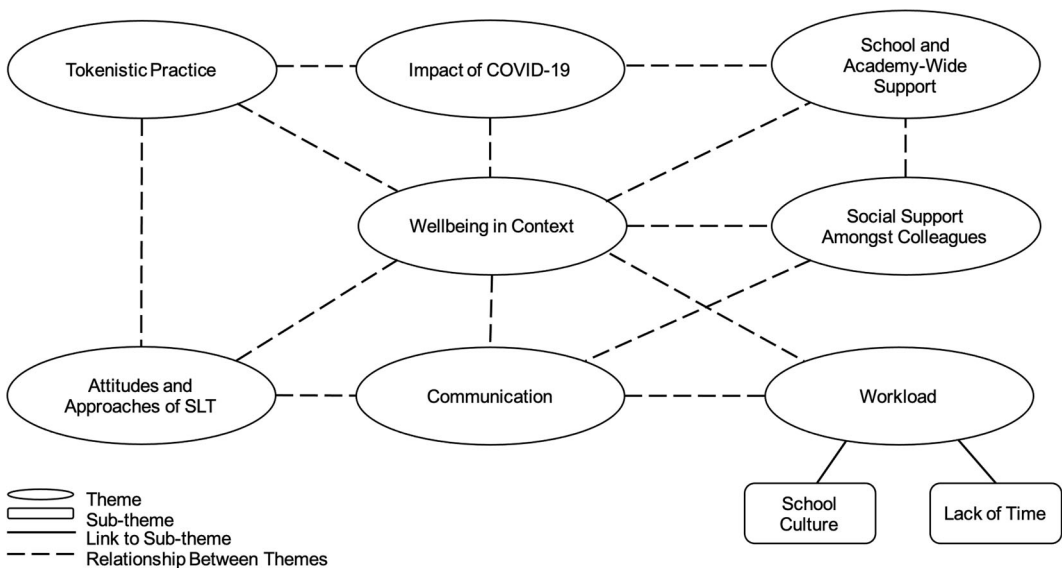 Tokenistic Practice
Impact of COVID-19
School and
Academy-Wide
Support
Wellbeing in Context
Social Support
Amongst Colleagues
Attitudes and
Approaches of SLT
Communication
Workload
School
Culture
Lack of Time
Theme
Sub-theme
Link to Sub-theme
Relationship Between Themes